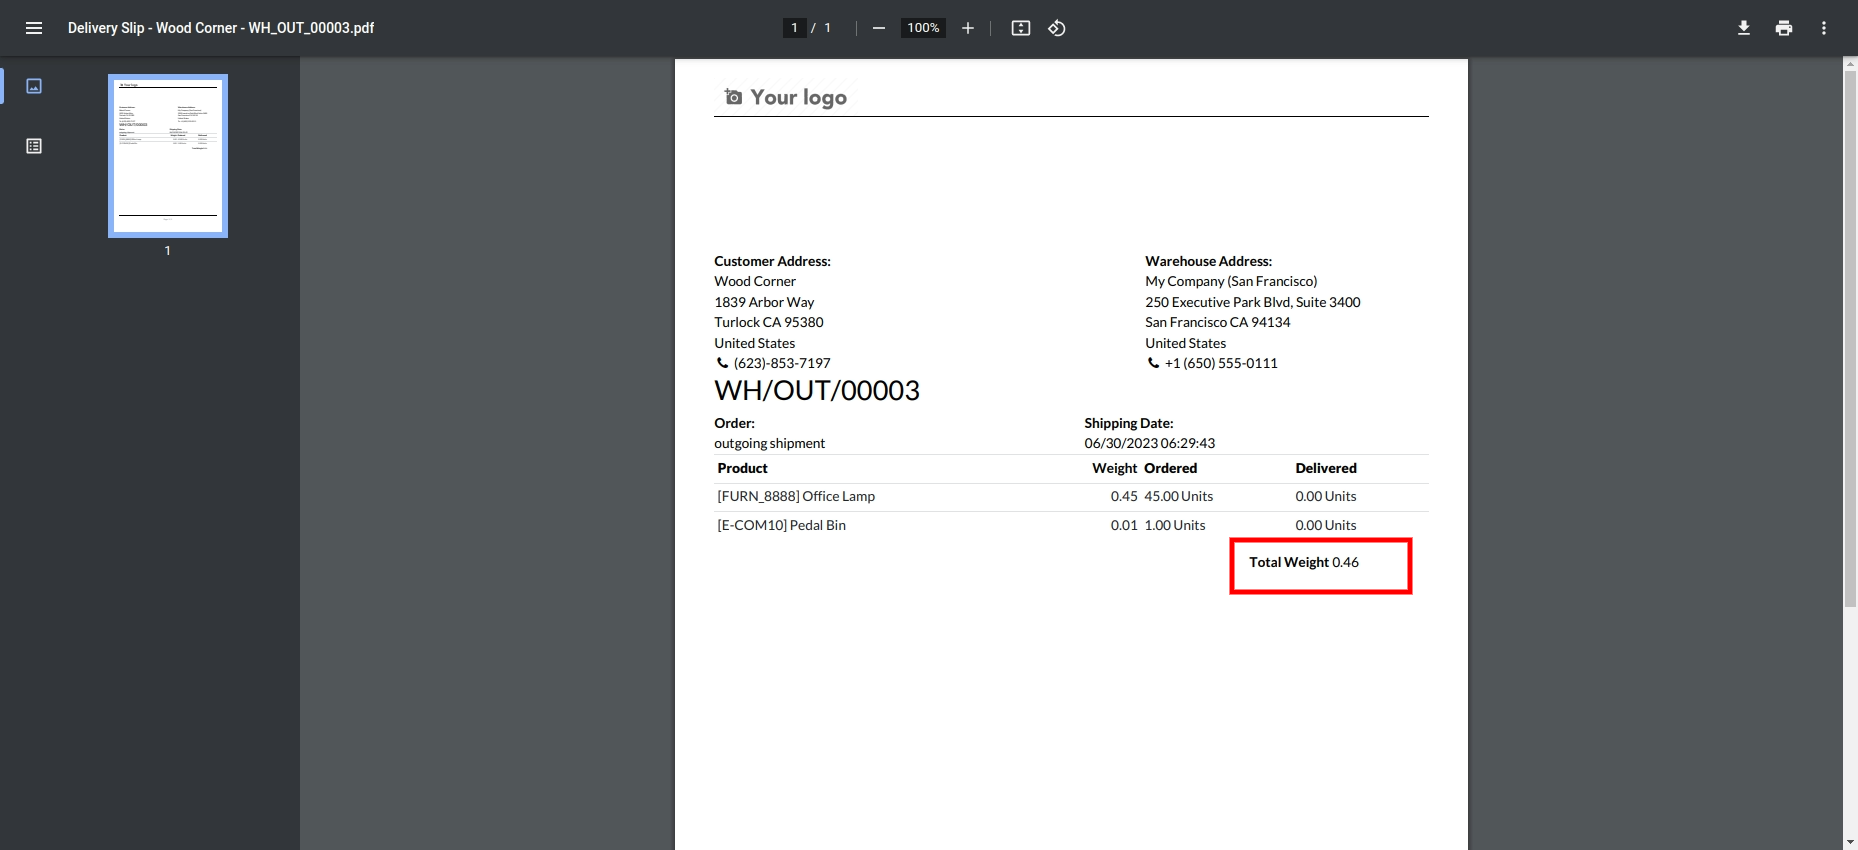 Delivery Slip - Wood Corner - WH_OUT_00003.pdf
1 / 1
100%
1
Your logo
Customer Address:
Wood Corner
1839 Arbor Way
Turlock CA 95380
United States
(623)-853-7197
Warehouse Address:
My Company (San Francisco)
250 Executive Park Blvd, Suite 3400
San Francisco CA 94134
United States
+1 (650) 555-0111
WH/OUT/00003
Order:
outgoing shipment
Shipping Date:
06/30/2023 06:29:43
Product Weight Ordered Delivered
[FURN_8888] Office Lamp 0.45 45.00 Units 0.00 Units
[E-COM10] Pedal Bin 0.01 1.00 Units 0.00 Units
Total Weight 0.46